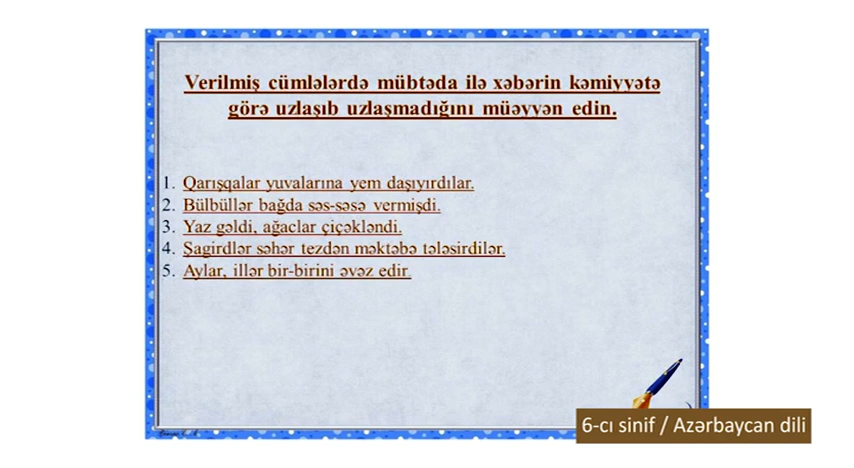 Verilmiş cümlələrdə mübtəda ilə xəbərin kəmiyyətə
görə uzlaşıb uzlaşmadığını müəyyən edin.
1. Qarışqalar yuvalarına yem daşıyırdılar.
2. Bülbüllər bağda səs-səsə vermişdi.
3. Yaz gəldi, ağaclar çiçəkləndi.
4. Şagirdlər səhər tezdən məktəbə tələsirdilər.
5. Aylar, illər bir-birini əvəz edir.
6-cı sinif / Azərbaycan dili